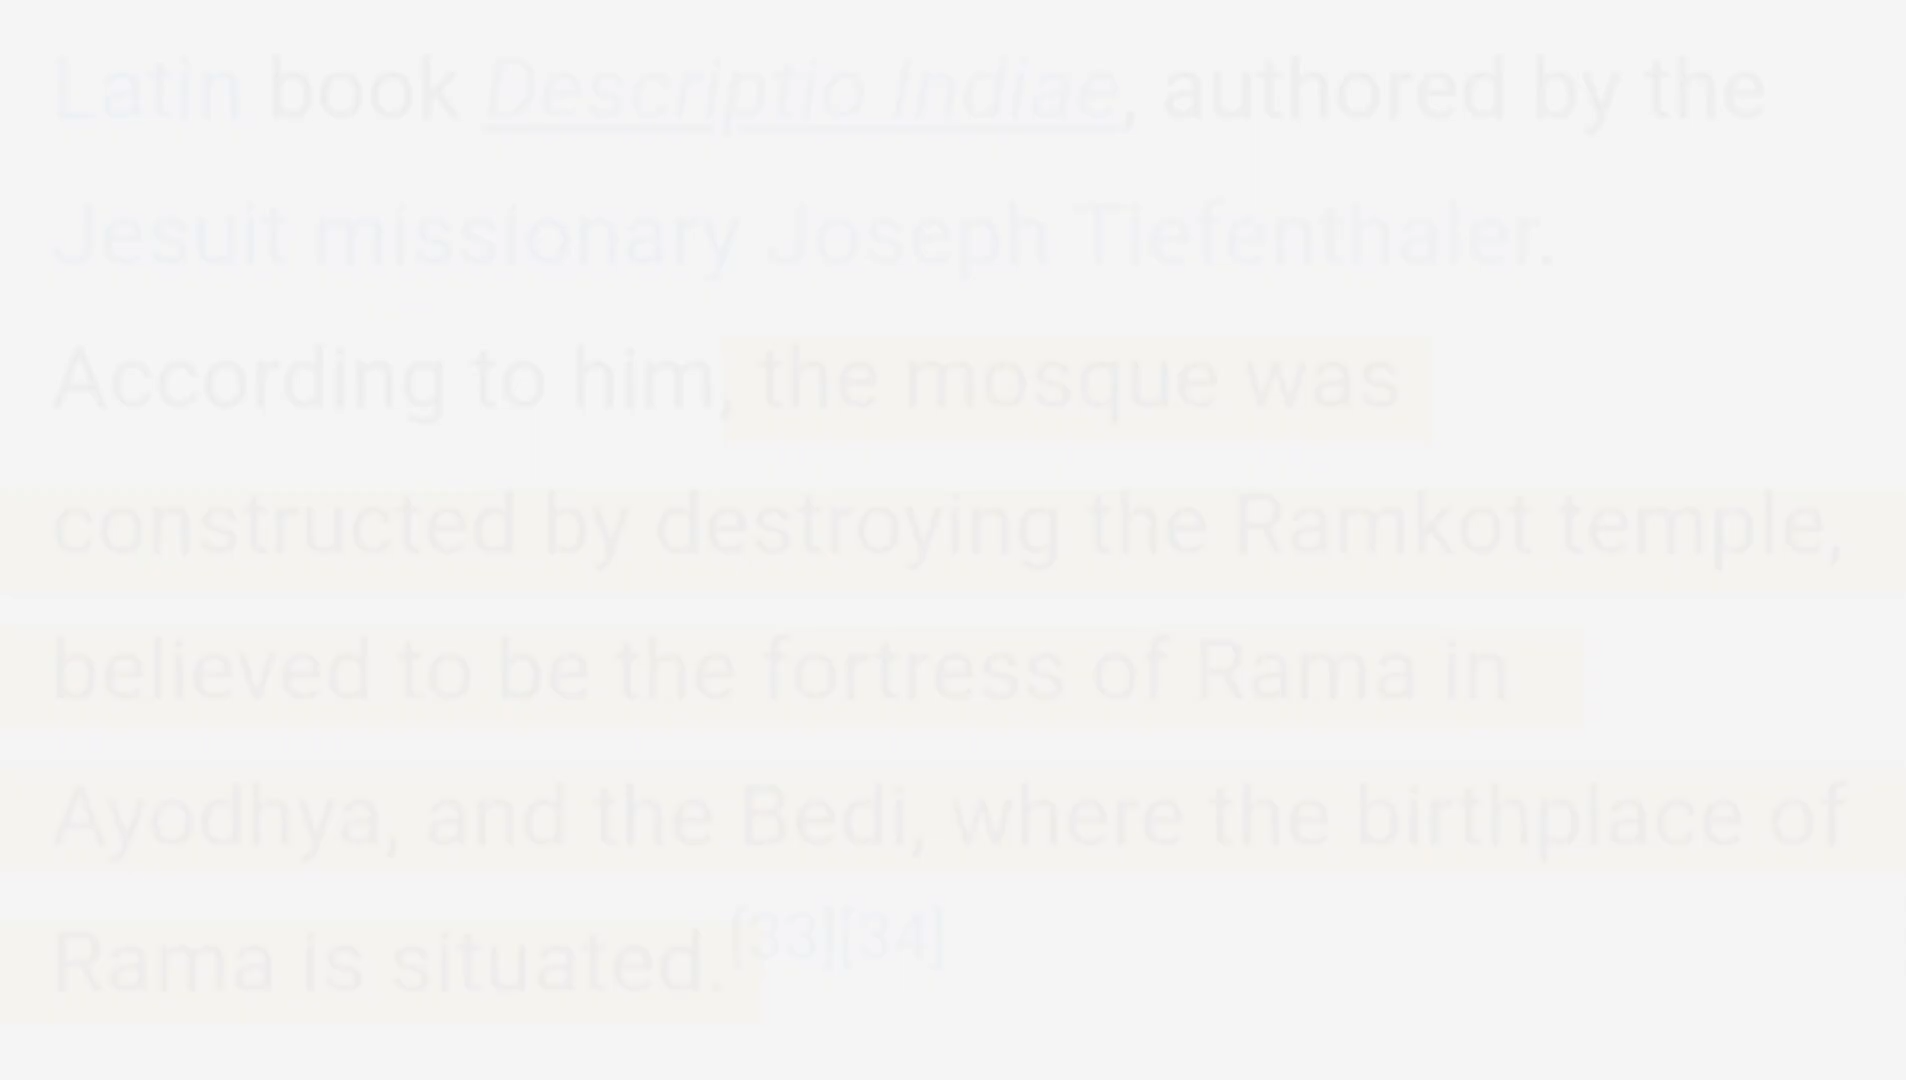 Latin book Descriptio Indiae, authored by the
Jesuit missionary Joseph Tiefenthaler.
According to him, the mosque was
constructed by destroying the Ramkot temple,
believed to be the fortress of Rama in
Ayodhya, and the Bedi, where the birthplace of
Rama is situated.[33][34]